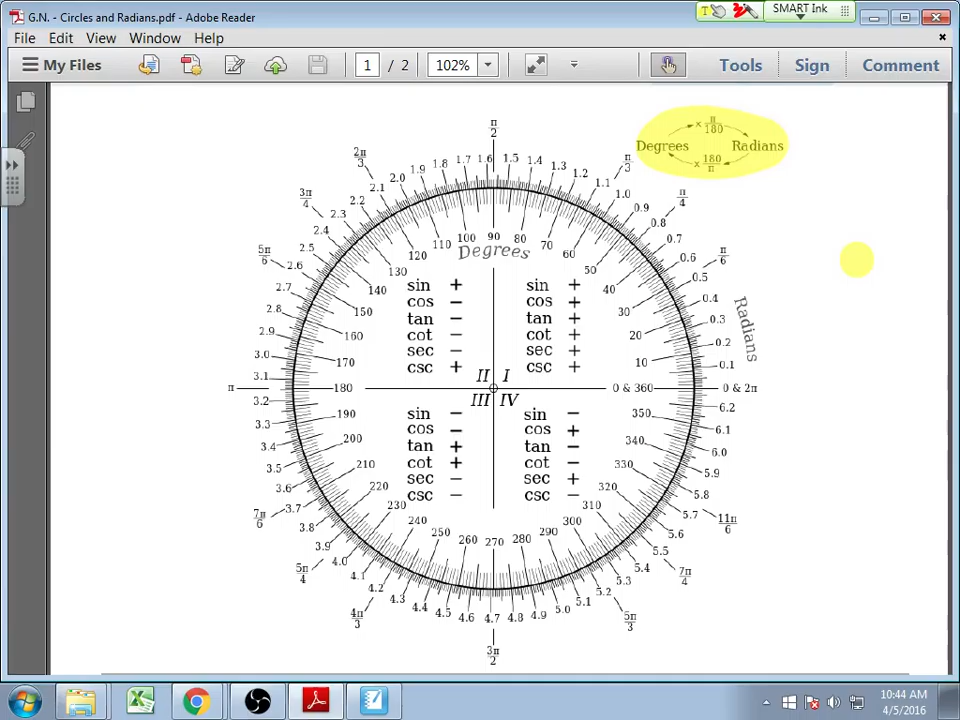 G.N. - Circles and Radians.pdf - Adobe Reader
SMART Ink
File Edit View Window Help
My Files 1 / 2 102% Tools Sign Comment
Degrees × π/180 Radians
× 180/π
π/2
π/3
π/4
π/6
0 & 2π
11π/6
7π/4
5π/3
3π/2
4π/3
5π/4
7π/6
π
5π/6
3π/4
2π/3
0.1 0.2 0.3 0.4 0.5 0.6 0.7 0.8 0.9 1.0 1.1 1.2 1.3 1.4 1.5 1.6 1.7 1.8 1.9 2.0 2.1 2.2 2.3 2.4 2.5 2.6 2.7 2.8 2.9 3.0 3.1 3.2 3.3 3.4 3.5 3.6 3.7 3.8 3.9 4.0 4.1 4.2 4.3 4.4 4.5 4.6 4.7 4.8 4.9 5.0 5.1 5.2 5.3 5.4 5.5 5.6 5.7 5.8 5.9 6.0 6.1 6.2
Radians
0 & 360 10 20 30 40 50 60 70 80 90 100 110 120 130 140 150 160 170 180 190 200 210 220 230 240 250 260 270 280 290 300 310 320 330 340 350
Degrees
sin +
cos −
tan −
cot −
sec −
csc +
II
sin +
cos +
tan +
cot +
sec +
csc +
I
III
sin −
cos −
tan +
cot +
sec −
csc −
IV
sin −
cos +
tan −
cot −
sec +
csc −
10:44 AM
4/5/2016